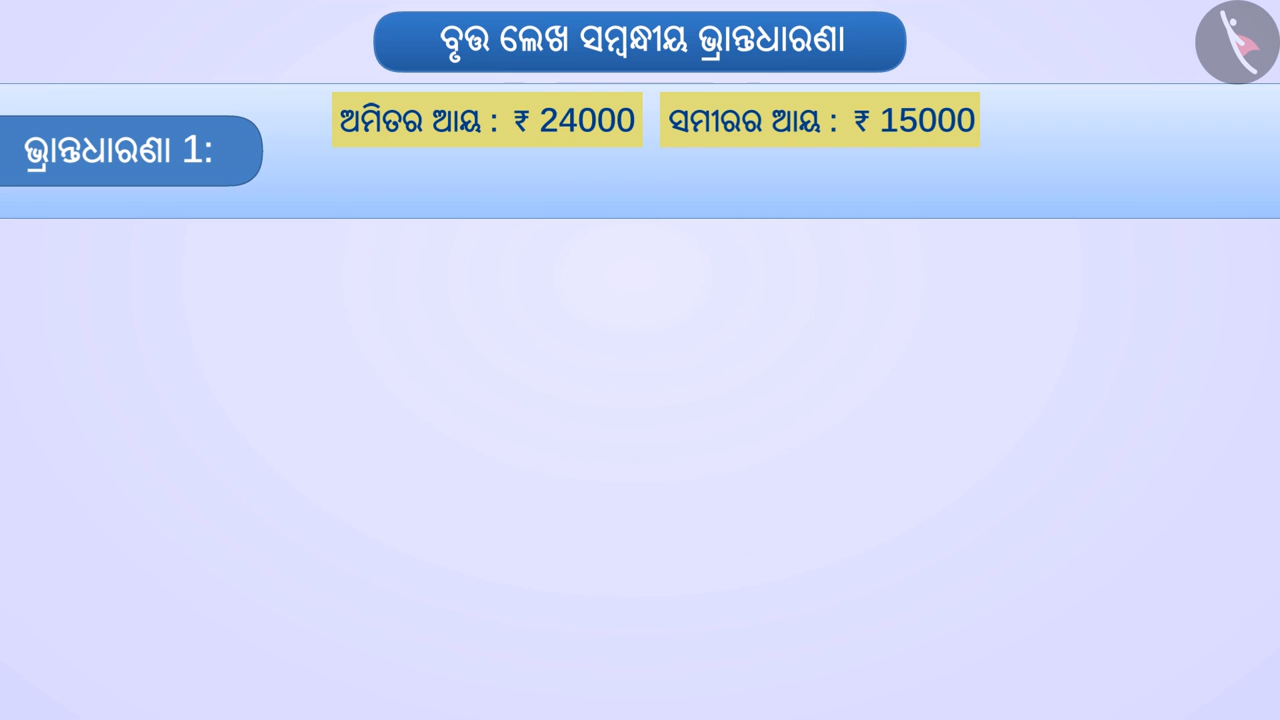 ବୃତ୍ତ ଲେଖ ସମ୍ବନ୍ଧୀୟ ଭ୍ରାନ୍ତଧାରଣା
ଅମିତର ଆୟ : ₹ 24000 ସମୀରର ଆୟ : ₹ 15000
ଭ୍ରାନ୍ତଧାରଣା 1: